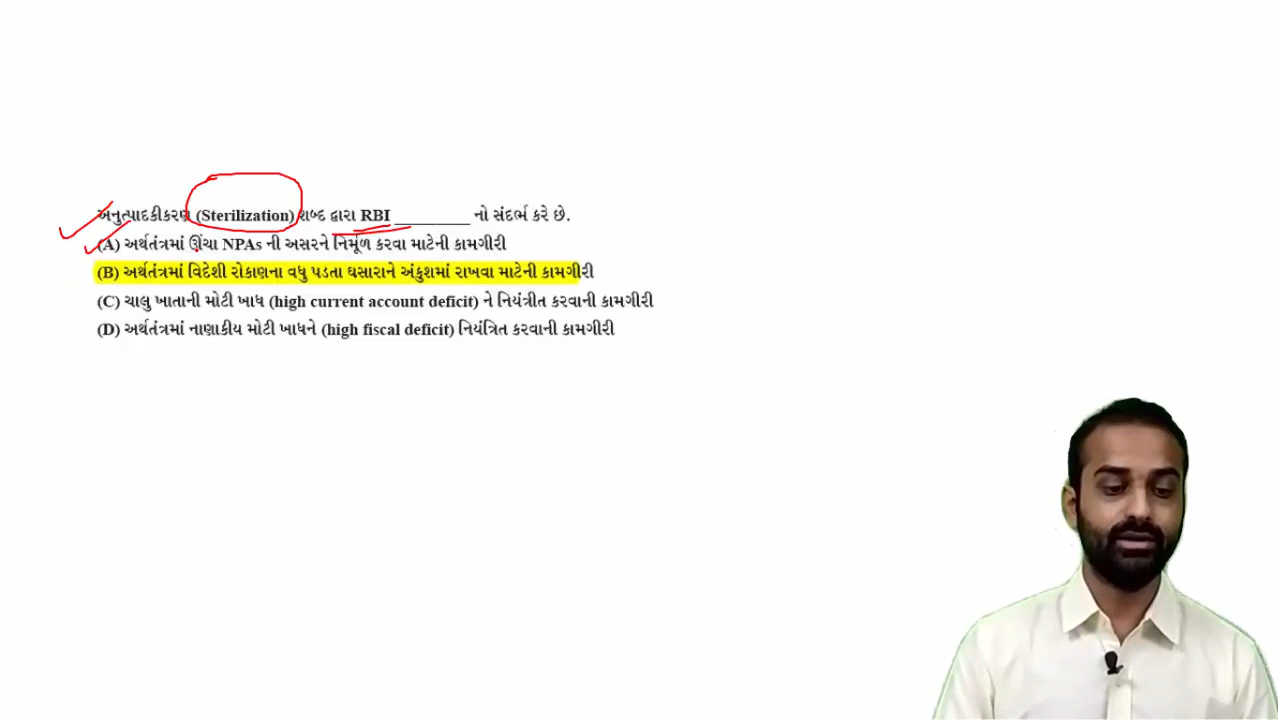 અનુત્પાદકીકરણ (Sterilization) શબ્દ દ્વારા RBI _________ નો સંદર્ભ કરે છે.
(A) અર્થતંત્રમાં ઊંચા NPAs ની અસરને નિર્મૂળ કરવા માટેની કામગીરી
(B) અર્થતંત્રમાં વિદેશી રોકાણના વધુ પડતા ઘસારાને અંકુશમાં રાખવા માટેની કામગીરી
(C) ચાલુ ખાતાની મોટી ખાધ (high current account deficit) ને નિયંત્રીત કરવાની કામગીરી
(D) અર્થતંત્રમાં નાણાકીય મોટી ખાધને (high fiscal deficit) નિયંત્રિત કરવાની કામગીરી